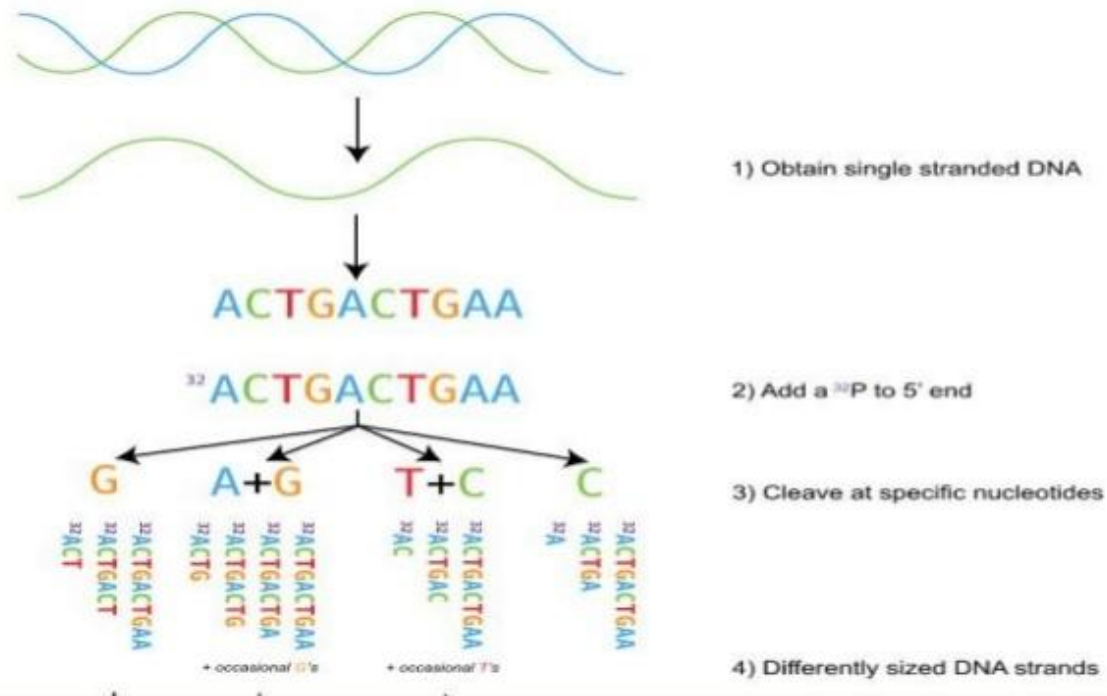 1) Obtain single stranded DNA
ACTGACTGAA
32ACTGACTGAA
2) Add a 32P to 5' end
G
A+G
T+C
C
3) Cleave at specific nucleotides
32ACT
32ACTGACT
32ACTGACTGAA
32ACTG
32ACTGACTG
32ACTGACTGA
32ACTGACTGAA
32AC
32ACTGAC
32ACTGACTGAA
32A
32ACTGA
32ACTGACTGAA
+ occasional G's
+ occasional T's
4) Differently sized DNA strands